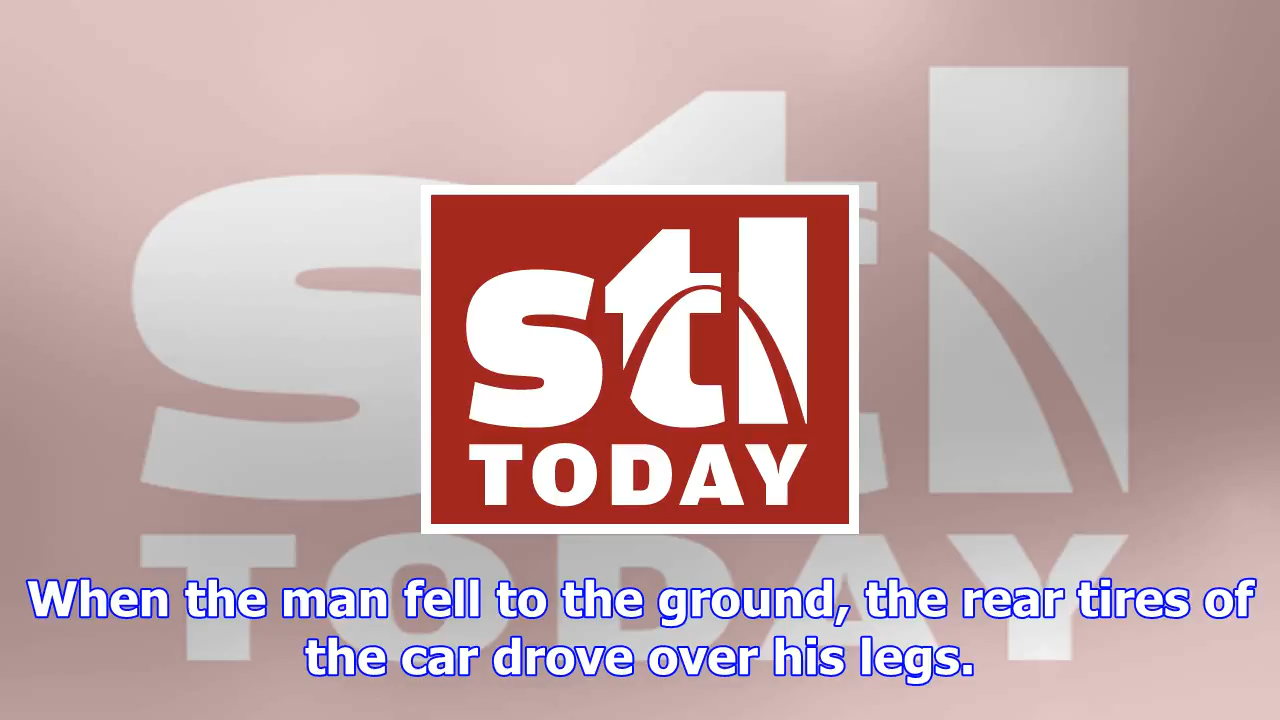 stl
TODAY
When the man fell to the ground, the rear tires of
the car drove over his legs.